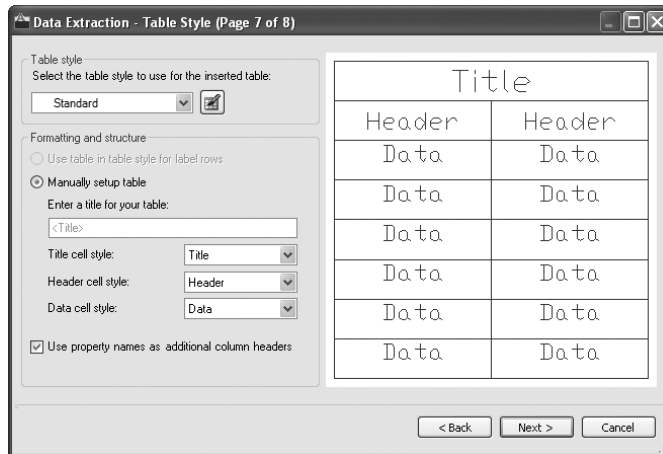 Data Extraction - Table Style (Page 7 of 8)
Table style
Select the table style to use for the inserted table:
Standard
Formatting and structure
Use table in table style for label rows
Manually setup table
Enter a title for your table:
<Title>
Title cell style: Title
Header cell style: Header
Data cell style: Data
Use property names as additional column headers
Title
Header Header
Data Data
Data Data
Data Data
Data Data
Data Data
Data Data
< Back Next > Cancel